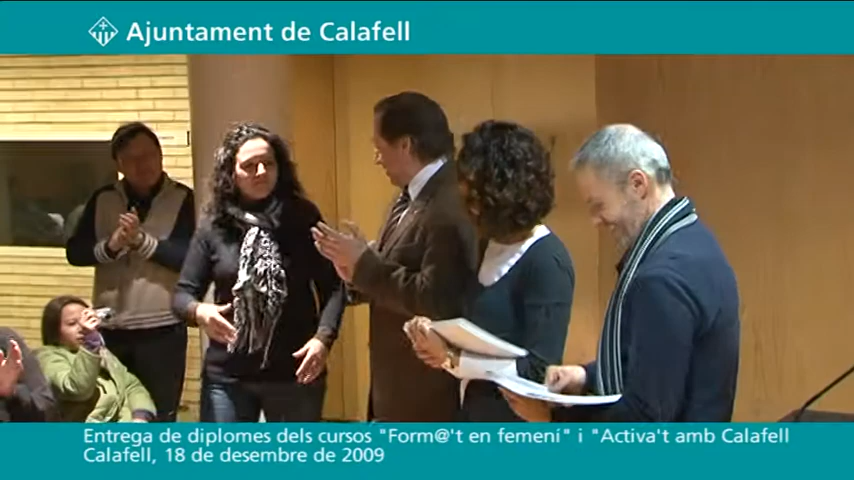 Ajuntament de Calafell
Entrega de diplomes dels cursos "Form@'t en femení" i "Activa't amb Calafell
Calafell, 18 de desembre de 2009